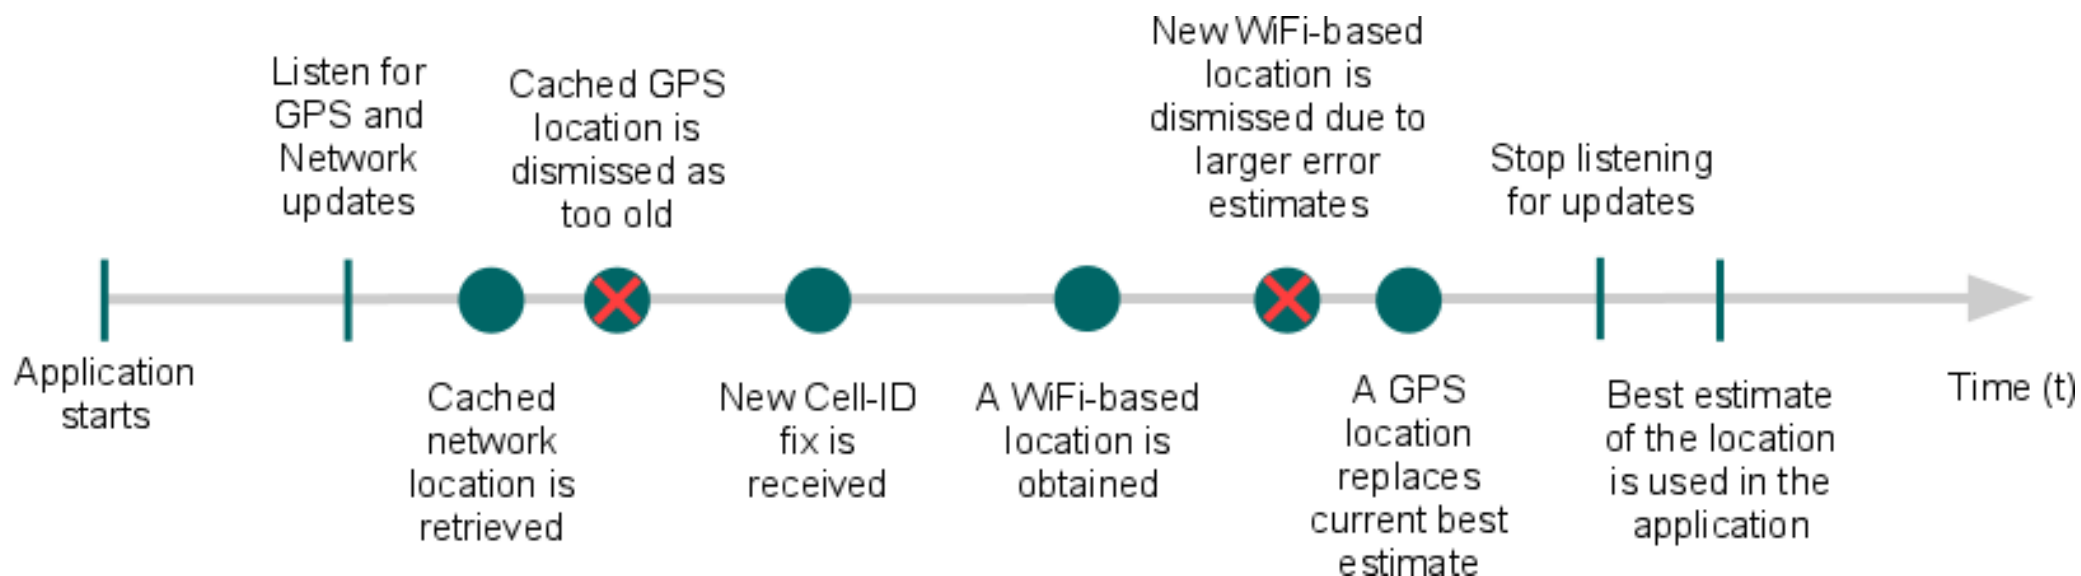 Application
starts
Listen for
GPS and
Network
updates
Cached
network
location is
retrieved
Cached GPS
location is
dismissed as
too old
New Cell-ID
fix is
received
A WiFi-based
location is
obtained
New WiFi-based
location is
dismissed due to
larger error
estimates
A GPS
location
replaces
current best
estimate
Stop listening
for updates
Best estimate
of the location
is used in the
application
Time (t)